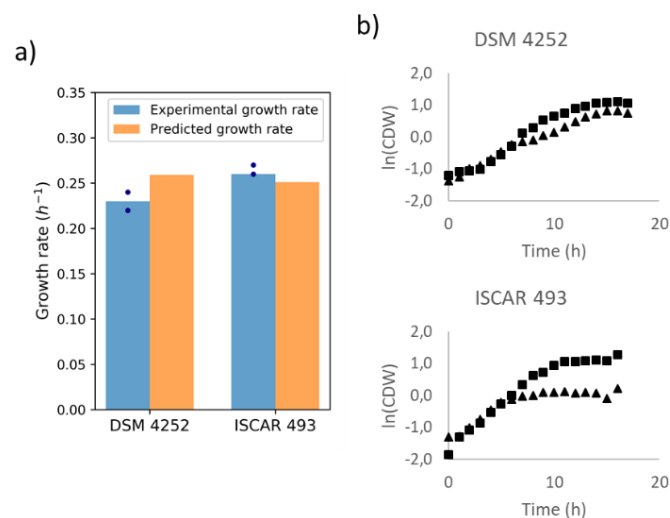 a)
0.35
0.30
0.25
0.20
0.15
0.10
0.05
0.00
Growth rate (h⁻¹)
Experimental growth rate
Predicted growth rate
DSM 4252
ISCAR 493
b)
DSM 4252
2,0
1,0
0,0
-1,0
-2,0
ln(CDW)
0
10
20
Time (h)
ISCAR 493
2,0
1,0
0,0
-1,0
-2,0
ln(CDW)
0
10
20
Time (h)